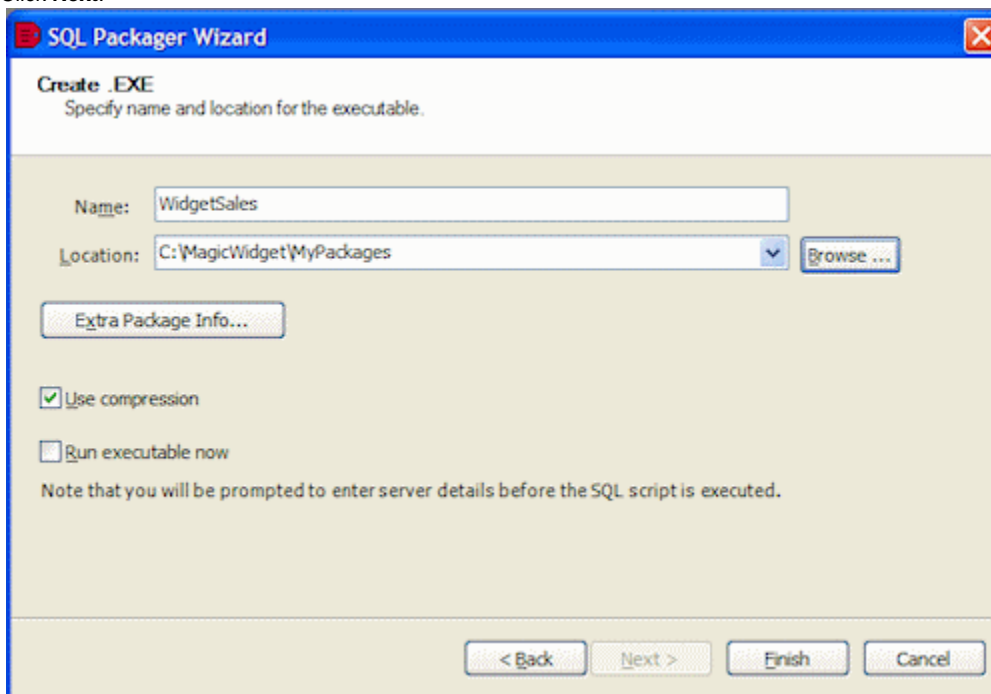 Click Next.
SQL Packager Wizard
Create .EXE
Specify name and location for the executable.
Name: WidgetSales
Location: C:\MagicWidget\MyPackages Browse ...
Extra Package Info...
Use compression
Run executable now
Note that you will be prompted to enter server details before the SQL script is executed.
< Back Next > Finish Cancel